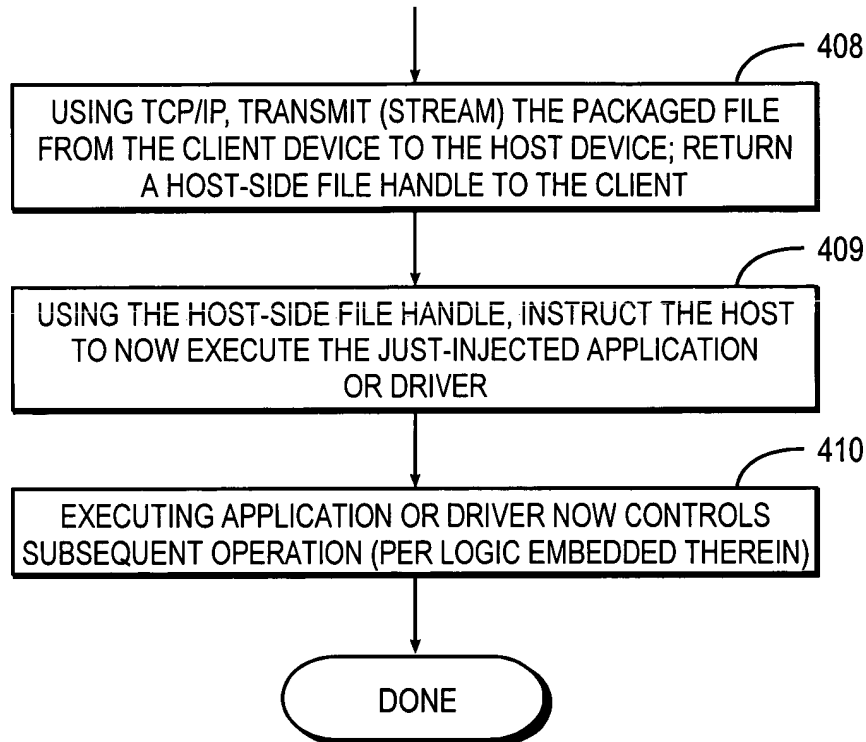 408
USING TCP/IP, TRANSMIT (STREAM) THE PACKAGED FILE
FROM THE CLIENT DEVICE TO THE HOST DEVICE; RETURN
A HOST-SIDE FILE HANDLE TO THE CLIENT
409
USING THE HOST-SIDE FILE HANDLE, INSTRUCT THE HOST
TO NOW EXECUTE THE JUST-INJECTED APPLICATION
OR DRIVER
410
EXECUTING APPLICATION OR DRIVER NOW CONTROLS
SUBSEQUENT OPERATION (PER LOGIC EMBEDDED THEREIN)
DONE